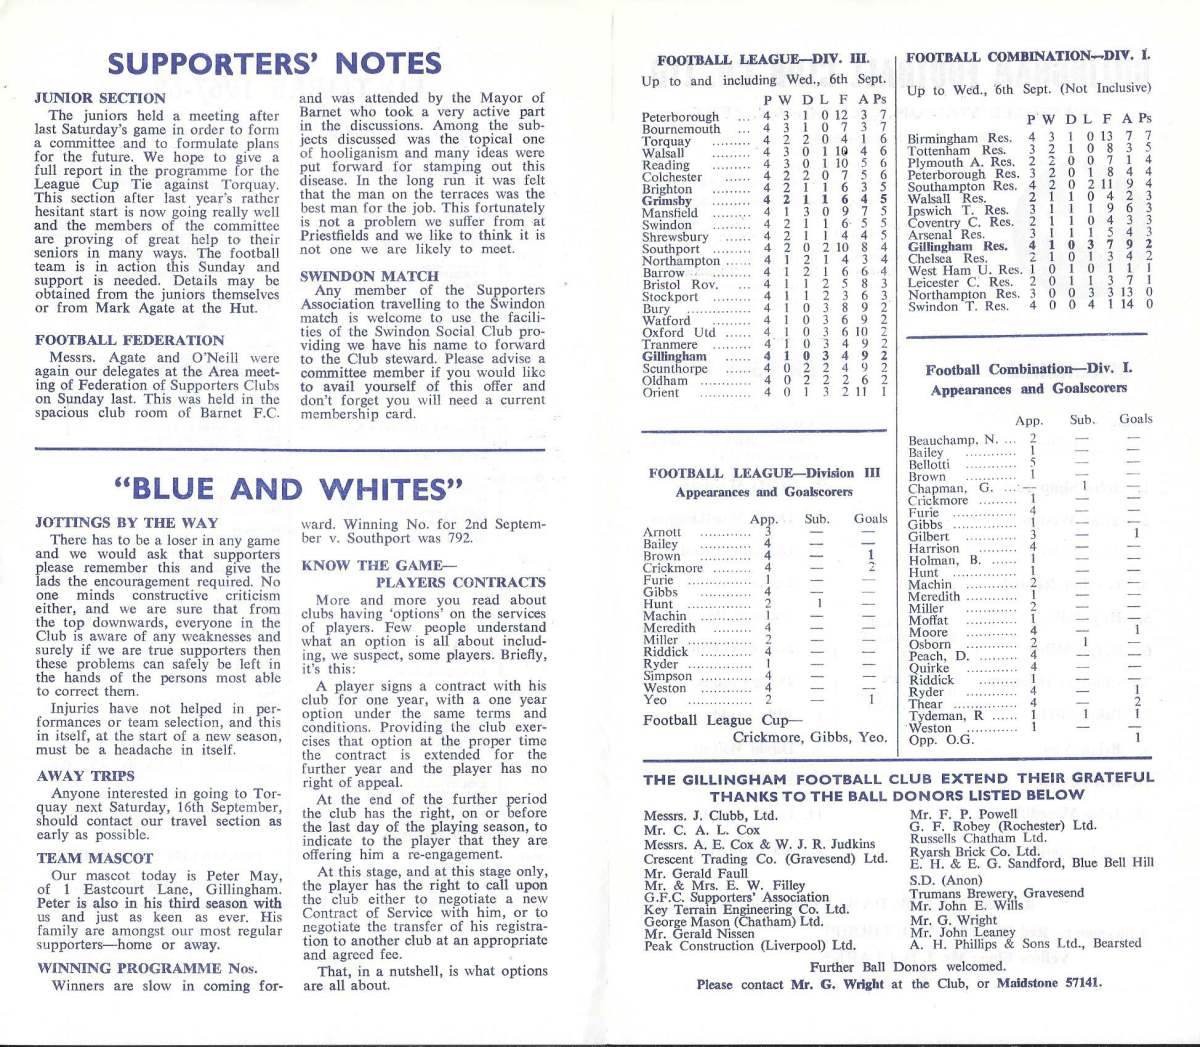 SUPPORTERS' NOTES
JUNIOR SECTION
The juniors held a meeting after
last Saturday's game in order to form
a committee and to formulate plans
for the future. We hope to give a
full report in the programme for the
League Cup Tie against Torquay.
This section after last year's rather
hesitant start is now going really well
and the members of the committee
are proving of great help to their
seniors in many ways. The football
team is in action this Sunday and
support is needed. Details may be
obtained from the juniors themselves
or from Mark Agate at the Hut.
FOOTBALL FEDERATION
Messrs. Agate and O'Neill were
again our delegates at the Area meet-
ing of Federation of Supporters Clubs
on Sunday last. This was held in the
spacious club room of Barnet F.C.
and was attended by the Mayor of
Barnet who took a very active part
in the discussions. Among the sub-
jects discussed was the topical one
of hooliganism and many ideas were
put forward for stamping out this
disease. In the long run it was felt
that the man on the terraces was the
best man for the job. This fortunately
is not a problem we suffer from at
Priestfields and we like to think it is
not one we are likely to meet.
SWINDON MATCH
Any member of the Supporters
Association travelling to the Swindon
match is welcome to use the facili-
ties of the Swindon Social Club pro-
viding we have his name to forward
to the Club steward. Please advise a
committee member if you would like
to avail yourself of this offer and
don't forget you will need a current
membership card.
"BLUE AND WHITES"
JOTTINGS BY THE WAY
There has to be a loser in any game
and we would ask that supporters
please remember this and give the
lads the encouragement required. No
one minds constructive criticism
either, and we are sure that from
the top downwards, everyone in the
Club is aware of any weaknesses and
surely if we are true supporters then
these problems can safely be left in
the hands of the persons most able
to correct them.
Injuries have not helped in per-
formances or team selection, and this
in itself, at the start of a new season,
must be a headache in itself.
AWAY TRIPS
Anyone interested in going to Tor-
quay next Saturday, 16th September,
should contact our travel section as
early as possible.
TEAM MASCOT
Our mascot today is Peter May,
of 1 Eastcourt Lane, Gillingham.
Peter is also in his third season with
us and just as keen as ever. His
family are amongst our most regular
supporters—home or away.
WINNING PROGRAMME Nos.
Winners are slow in coming for-
ward. Winning No. for 2nd Septem-
ber v. Southport was 792.
KNOW THE GAME—
PLAYERS CONTRACTS
More and more you read about
clubs having 'options' on the services
of players. Few people understand
what an option is all about includ-
ing, we suspect, some players. Briefly,
it's this:
A player signs a contract with his
club for one year, with a one year
option under the same terms and
conditions. Providing the club exer-
cises that option at the proper time
the contract is extended for the
further year and the player has no
right of appeal.
At the end of the further period
the club has the right, on or before
the last day of the playing season, to
indicate to the player that they are
offering him a re-engagement.
At this stage, and at this stage only,
the player has the right to call upon
the club either to negotiate a new
Contract of Service with him, or to
negotiate the transfer of his registra-
tion to another club at an appropriate
and agreed fee.
That, in a nutshell, is what options
are all about.
FOOTBALL LEAGUE—DIV. III.
Up to and including Wed., 6th Sept.
P W D L F A Ps
Peterborough ... 4 3 1 0 12 3 7
Bournemouth ... 4 3 1 0 7 3 7
Torquay ......... 4 2 2 0 4 1 6
Walsall ......... 4 3 0 1 10 4 6
Reading ......... 4 3 0 1 10 5 6
Colchester ...... 4 2 2 0 7 5 6
Brighton ...... 4 2 1 1 6 3 5
Grimsby ...... 4 2 1 1 6 4 5
Mansfield ...... 4 1 3 0 9 7 5
Swindon ...... 4 2 1 1 6 5 5
Shrewsbury ...... 4 2 1 1 4 4 5
Southport ...... 4 2 0 2 10 8 4
Northampton ...... 4 1 2 1 4 3 4
Barrow ............ 4 1 2 1 6 6 4
Bristol Rov. ... 4 1 1 2 5 8 3
Stockport ......... 4 1 1 2 3 6 3
Bury ............ 4 1 0 3 8 9 2
Watford ......... 4 1 0 3 6 9 2
Oxford Utd ...... 4 1 0 3 6 10 2
Tranmere ......... 4 1 0 3 4 9 2
Gillingham ...... 4 1 0 3 4 9 2
Scunthorpe ...... 4 0 2 2 4 9 2
Oldham ............ 4 0 2 2 2 6 2
Orient ............ 4 0 1 3 2 11 1
FOOTBALL LEAGUE—Division III
Appearances and Goalscorers
App. Sub. Goals
Arnott ............ 3 — —
Bailey ............ 4 — —
Brown ............ 4 — 1
Crickmore ......... 4 — 2
Furie ............ 1 — —
Gibbs ............ 4 — —
Hunt ............ 2 1 —
Machin ............ 1 — —
Meredith ......... 4 — —
Miller ............ 2 — —
Riddick ......... 4 — —
Ryder ............ 1 — —
Simpson ......... 4 — —
Weston ............ 4 — —
Yeo ............ 2 — 1
Football League Cup—
Crickmore, Gibbs, Yeo.
FOOTBALL COMBINATION—DIV. I.
Up to Wed., 6th Sept. (Not Inclusive)
P W D L F A Ps
Birmingham Res. 4 3 1 0 13 7 7
Tottenham Res. 3 2 1 0 8 3 5
Plymouth A. Res. 2 2 0 0 7 1 4
Peterborough Res. 3 2 0 1 8 4 4
Southampton Res. 4 2 0 2 11 9 4
Walsall Res. 2 1 1 0 4 2 3
Ipswich T. Res. 3 1 1 1 9 6 3
Coventry C. Res. 2 1 1 0 4 3 3
Arsenal Res. 3 1 1 1 5 4 3
Gillingham Res. 4 1 0 3 7 9 2
Chelsea Res. 2 1 0 1 3 4 2
West Ham U. Res. 1 0 1 0 1 1 1
Leicester C. Res. 2 0 1 1 3 7 1
Northampton Res. 3 0 0 3 3 13 0
Swindon T. Res. 4 0 0 4 1 14 0
Football Combination—Div. I.
Appearances and Goalscorers
App. Sub. Goals
Beauchamp, N. ... 2 — —
Bailey ............ 1 — —
Bellotti ............ 5 — —
Brown ............ 1 — —
Chapman, G. ... — 1 —
Crickmore ......... 1 — —
Furie ............... 4 — —
Gibbs ............... 1 — —
Gilbert ............ 3 — 1
Harrison ......... 4 — —
Holman, B. ...... 1 — —
Hunt ............... 1 — —
Machin ............ 2 — —
Meredith ......... 1 — —
Miller ............ 2 — —
Moffat ............ 1 — —
Moore ............ 4 — 1
Osborn ............ 2 1 —
Peach, D. ......... 4 — —
Quirke ............ 4 — —
Riddick ............ 1 — —
Ryder ............ 4 — 1
Thear ............ 4 — 2
Tydeman, R ...... 1 1 1
Weston ............ 1 — —
Opp. O.G. 1
THE GILLINGHAM FOOTBALL CLUB EXTEND THEIR GRATEFUL
THANKS TO THE BALL DONORS LISTED BELOW
Messrs. J. Clubb, Ltd.
Mr. C. A. L. Cox
Messrs. A. E. Cox & W. J. R. Judkins
Crescent Trading Co. (Gravesend) Ltd.
Mr. Gerald Faull
Mr. & Mrs. E. W. Filley
G.F.C. Supporters' Association
Key Terrain Engineering Co. Ltd.
George Mason (Chatham) Ltd.
Mr. Gerald Nissen
Peak Construction (Liverpool) Ltd.
Mr. F. P. Powell
G. F. Robey (Rochester) Ltd.
Russells Chatham Ltd.
Ryarsh Brick Co. Ltd.
E. H. & E. G. Sandford, Blue Bell Hill
S.D. (Anon)
Trumans Brewery, Gravesend
Mr. John E. Wills
Mr. G. Wright
Mr. John Leaney
A. H. Phillips & Sons Ltd., Bearsted
Further Ball Donors welcomed.
Please contact Mr. G. Wright at the Club, or Maidstone 57141.